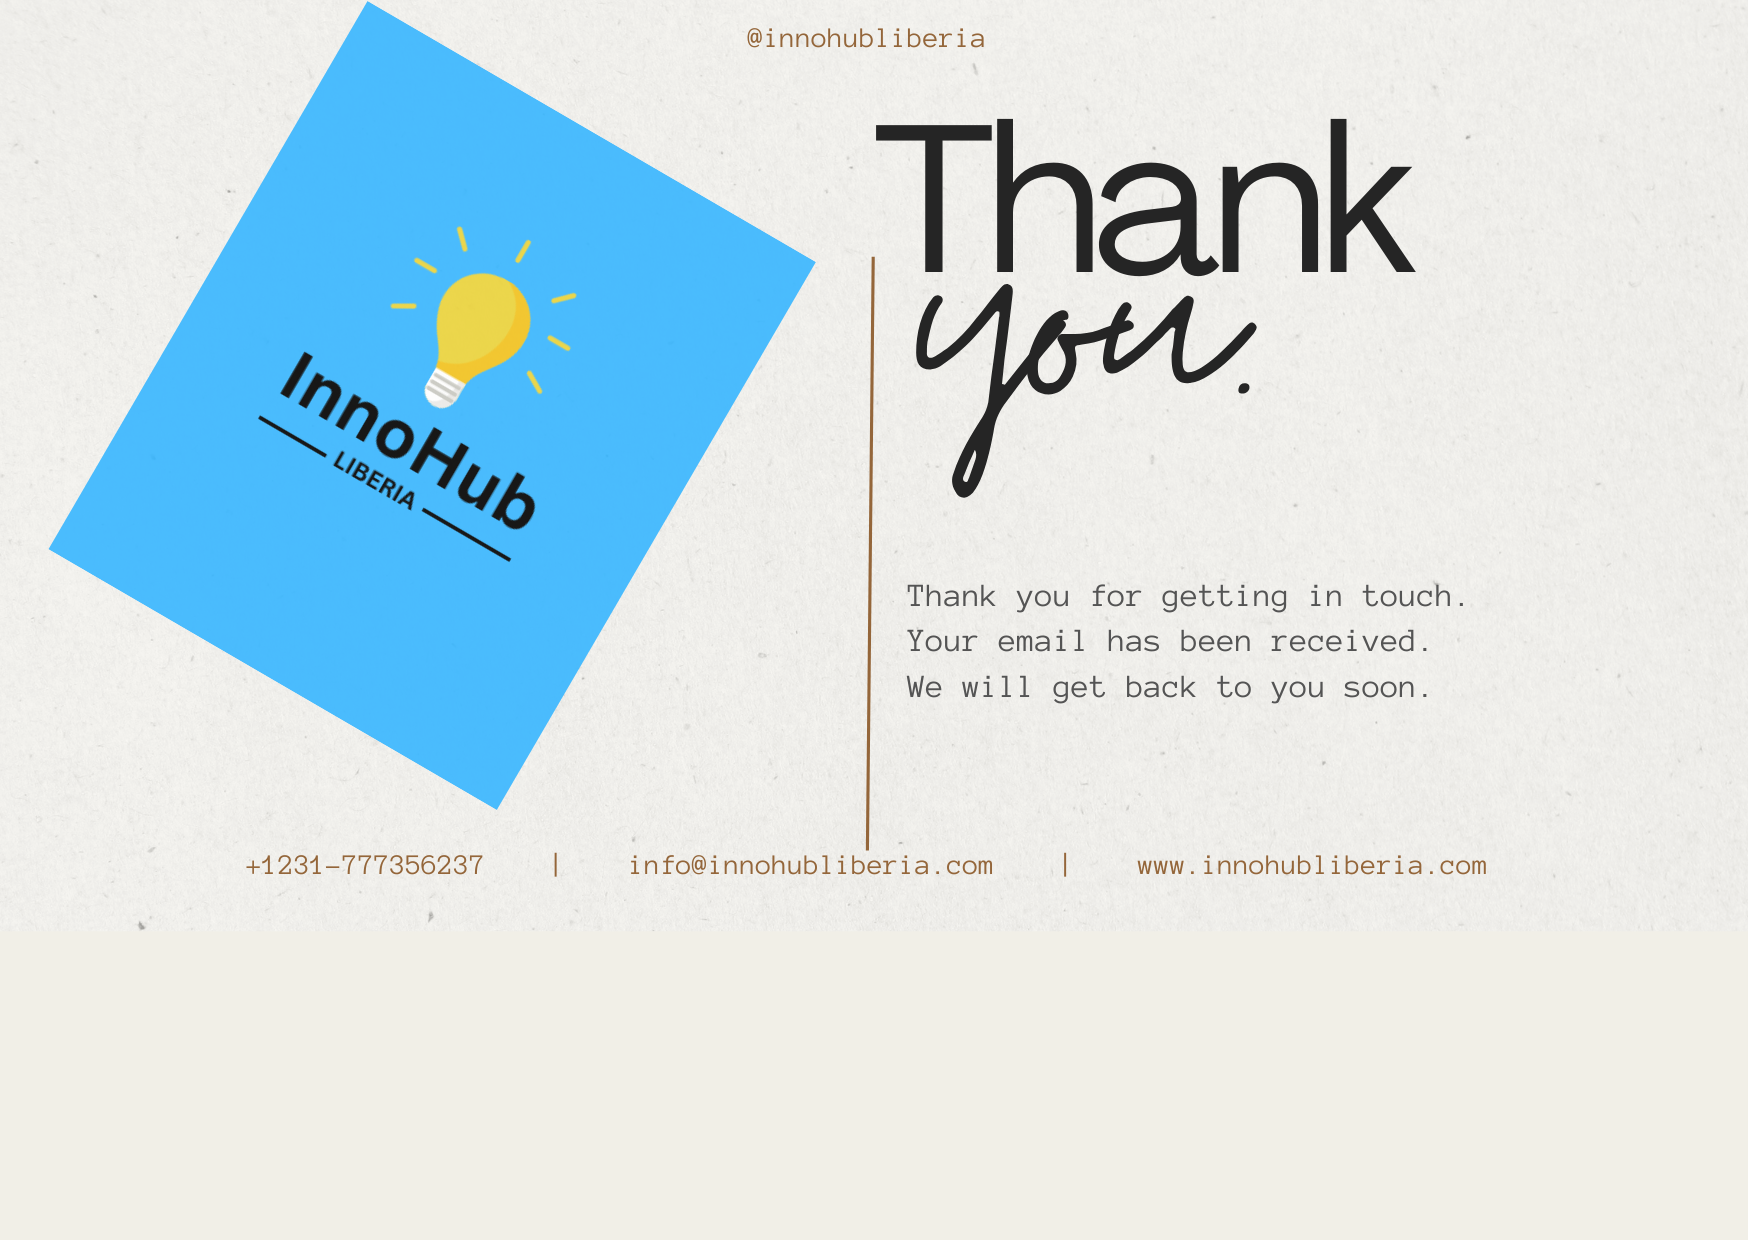 @innohubliberia
Thank
you.
InnoHub
LIBERIA
Thank you for getting in touch.
Your email has been received.
We will get back to you soon.
+1231-777356237 | info@innohubliberia.com | www.innohubliberia.com